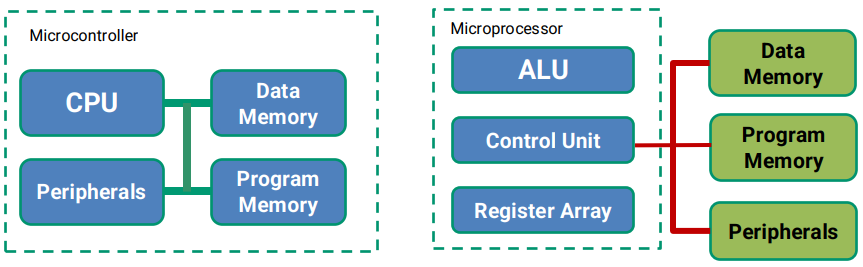 Microcontroller
CPU
Data
Memory
Peripherals
Program
Memory
Microprocessor
ALU
Control Unit
Register Array
Data
Memory
Program
Memory
Peripherals